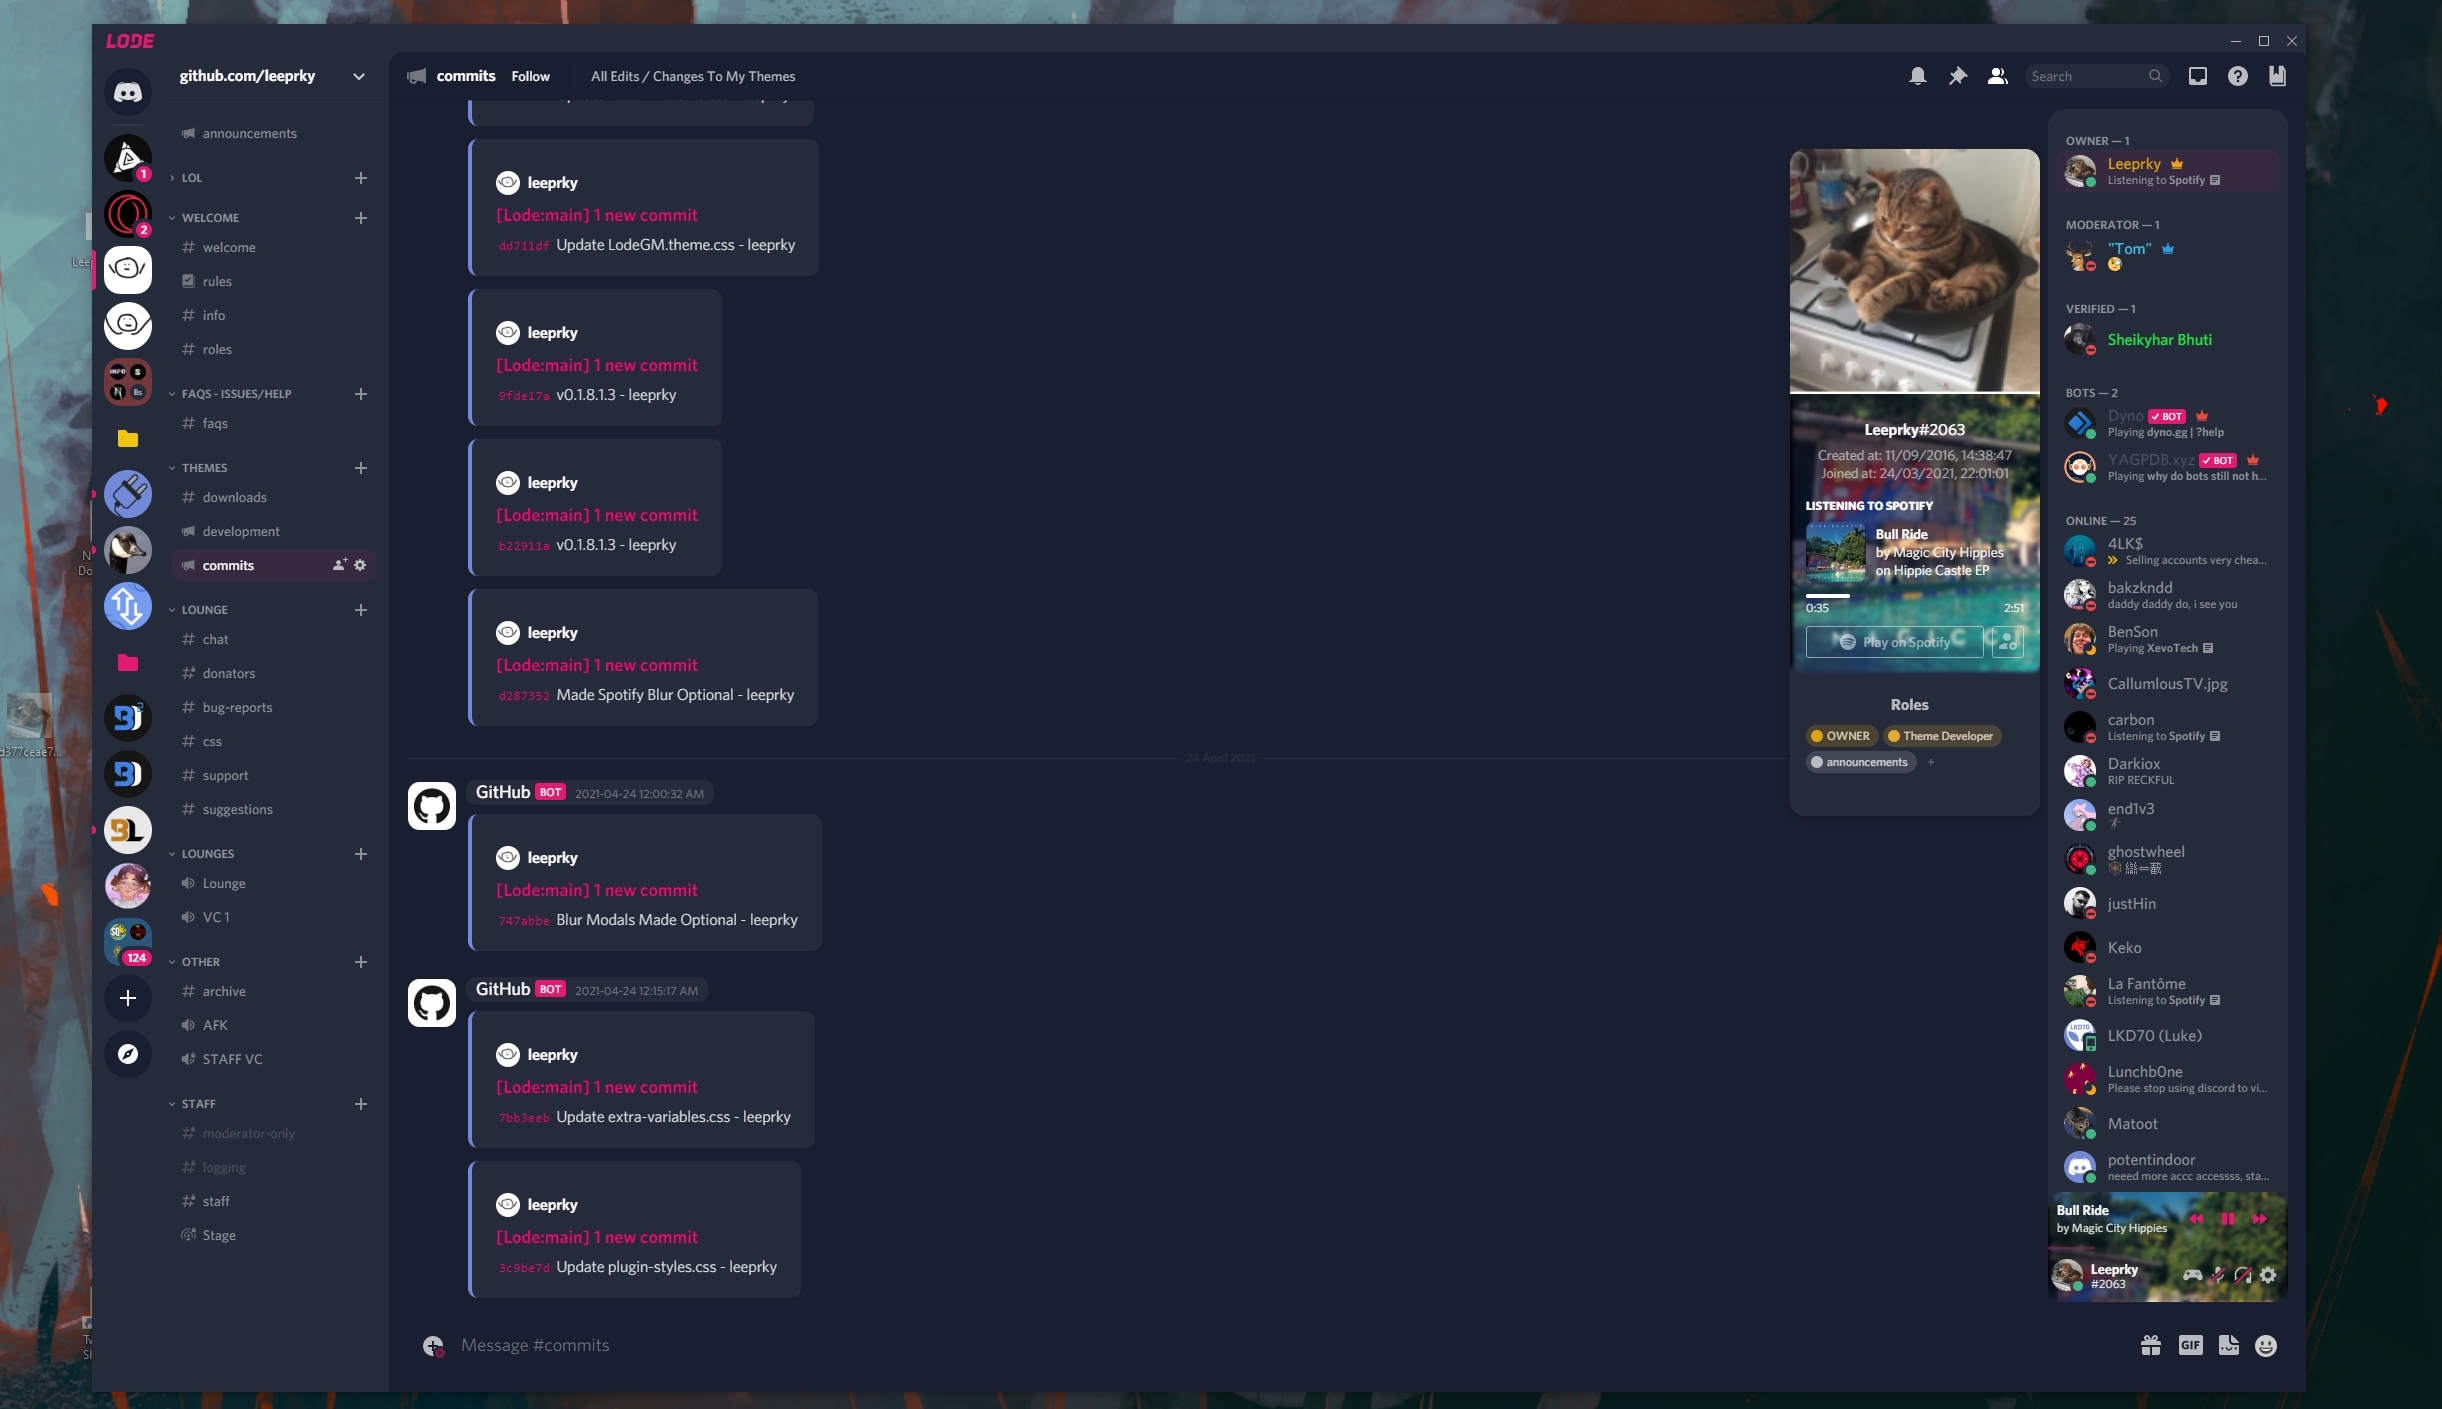 LODE
github.com/leeprky
announcements
LOL
WELCOME
welcome
rules
info
roles
FAQS - ISSUES/HELP
faqs
THEMES
downloads
development
commits
LOUNGE
chat
donators
bug-reports
css
support
suggestions
LOUNGES
Lounge
VC 1
OTHER
archive
AFK
STAFF VC
STAFF
moderator-only
logging
staff
Stage
1
2
INFO
S
Bs
124
d377ceae7...
commits Follow All Edits / Changes To My Themes
Search
leeprky
[Lode:main] 1 new commit
dd711df Update LodeGM.theme.css - leeprky
leeprky
[Lode:main] 1 new commit
9fde17a v0.1.8.1.3 - leeprky
leeprky
[Lode:main] 1 new commit
b22911a v0.1.8.1.3 - leeprky
leeprky
[Lode:main] 1 new commit
d287352 Made Spotify Blur Optional - leeprky
24 April 2021
GitHub BOT 2021-04-24 12:00:32 AM
leeprky
[Lode:main] 1 new commit
747abbe Blur Modals Made Optional - leeprky
GitHub BOT 2021-04-24 12:15:17 AM
leeprky
[Lode:main] 1 new commit
7bb3eeb Update extra-variables.css - leeprky
leeprky
[Lode:main] 1 new commit
3c9be7d Update plugin-styles.css - leeprky
Message #commits
GIF
Leeprky#2063
Created at: 11/09/2016, 14:38:47
Joined at: 24/03/2021, 22:01:01
LISTENING TO SPOTIFY
Bull Ride
by Magic City Hippies
on Hippie Castle EP
0:35 2:51
Play on Spotify
Roles
OWNER Theme Developer
announcements +
OWNER — 1
Leeprky
Listening to Spotify
MODERATOR — 1
"Tom"
VERIFIED — 1
Sheikyhar Bhuti
BOTS — 2
Dyno BOT
Playing dyno.gg | ?help
YAGPDB.xyz BOT
Playing why do bots still not h...
ONLINE — 25
4LK$
Selling accounts very chea...
bakzkndd
daddy daddy do, i see you
BenSon
Playing XevoTech
CallumlousTV.jpg
carbon
Listening to Spotify
Darkiox
RIP RECKFUL
end1v3
ghostwheel
justHin
Keko
La Fantôme
Listening to Spotify
LKD70 (Luke)
Lunchb0ne
Please stop using discord to vi...
Matoot
potentindoor
neeed more accc accessss, sta...
Bull Ride
by Magic City Hippies
Leeprky
#2063